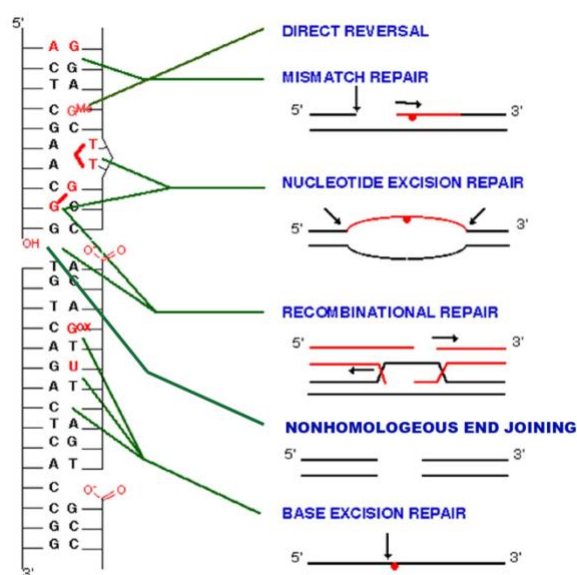 5'
A G
C G
T A
C GMe
G C
A T
A T
C G
G C
G C
OH
O- O
T A
G C
T A
C GOX
A T
G U
A T
C
T A
C G
A T
C
O- O
C G
G C
G C
3'
DIRECT REVERSAL
MISMATCH REPAIR
5' 3'
NUCLEOTIDE EXCISION REPAIR
5' 3'
RECOMBINATIONAL REPAIR
5' 3'
NONHOMOLOGEOUS END JOINING
5' 3'
BASE EXCISION REPAIR
5' 3'